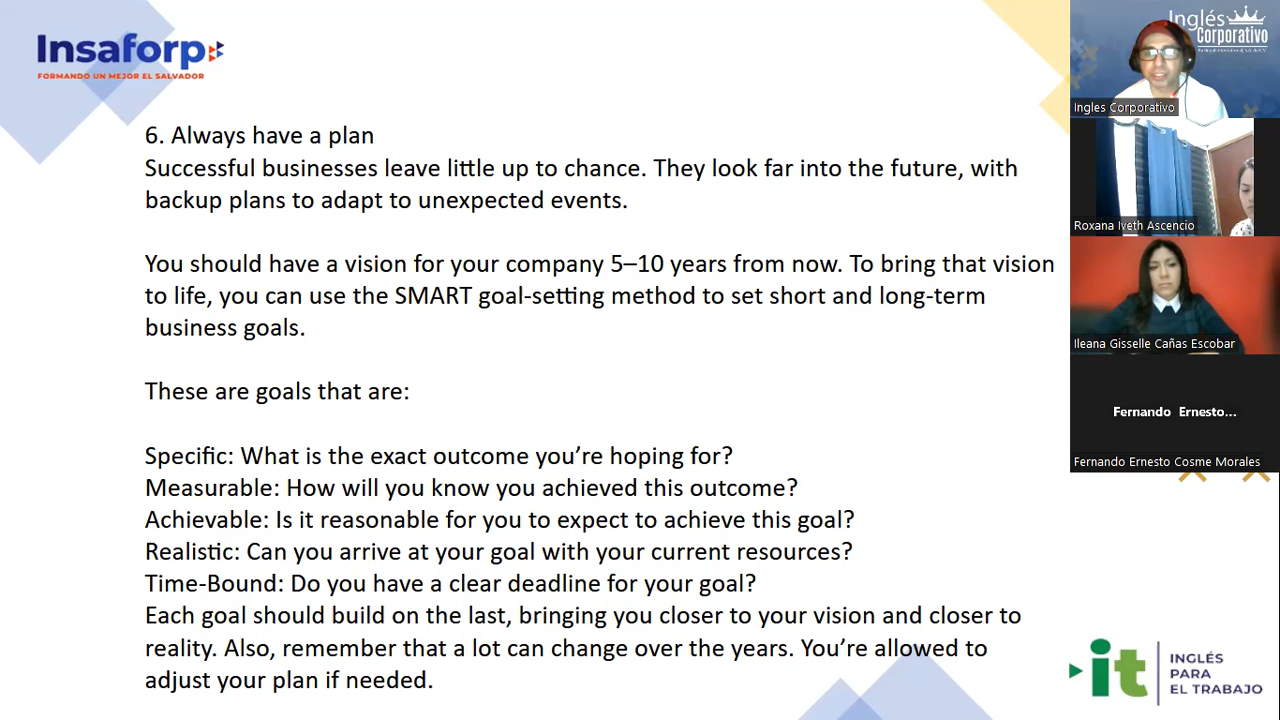 Insaforp
FORMANDO UN MEJOR EL SALVADOR
6. Always have a plan
Successful businesses leave little up to chance. They look far into the future, with
backup plans to adapt to unexpected events.
You should have a vision for your company 5–10 years from now. To bring that vision
to life, you can use the SMART goal-setting method to set short and long-term
business goals.
These are goals that are:
Specific: What is the exact outcome you’re hoping for?
Measurable: How will you know you achieved this outcome?
Achievable: Is it reasonable for you to expect to achieve this goal?
Realistic: Can you arrive at your goal with your current resources?
Time-Bound: Do you have a clear deadline for your goal?
Each goal should build on the last, bringing you closer to your vision and closer to
reality. Also, remember that a lot can change over the years. You’re allowed to
adjust your plan if needed.
Inglés
Corporativo
Ingles Corporativo
Roxana Iveth Ascencio
Ileana Gisselle Cañas Escobar
Fernando Ernesto...
Fernando Ernesto Cosme Morales
it
INGLÉS
PARA
EL TRABAJO